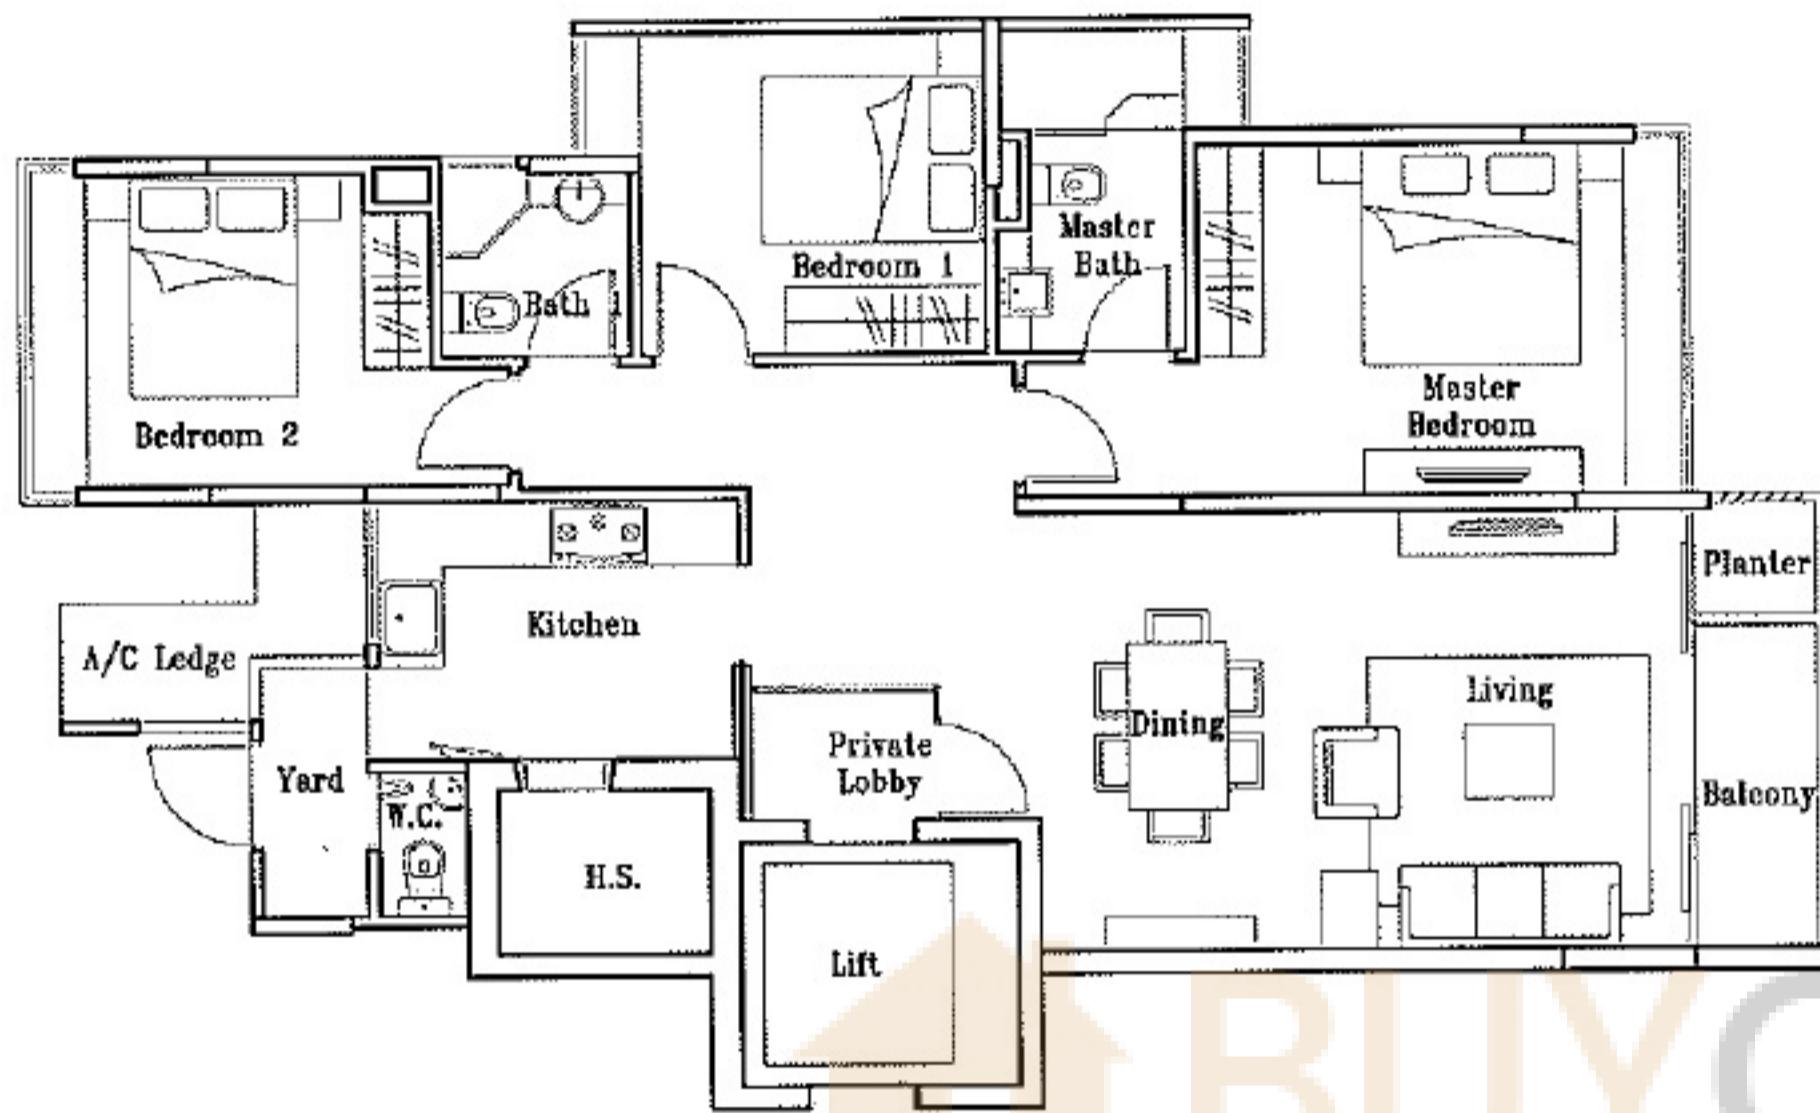 Master
Bath
Bedroom 1
Bath 1
Master
Bedroom
Bedroom 2
Planter
Kitchen
A/C Ledge
Living
Dining
Private
Lobby
Yard
Balcony
W.C.
H.S.
Lift
BUY